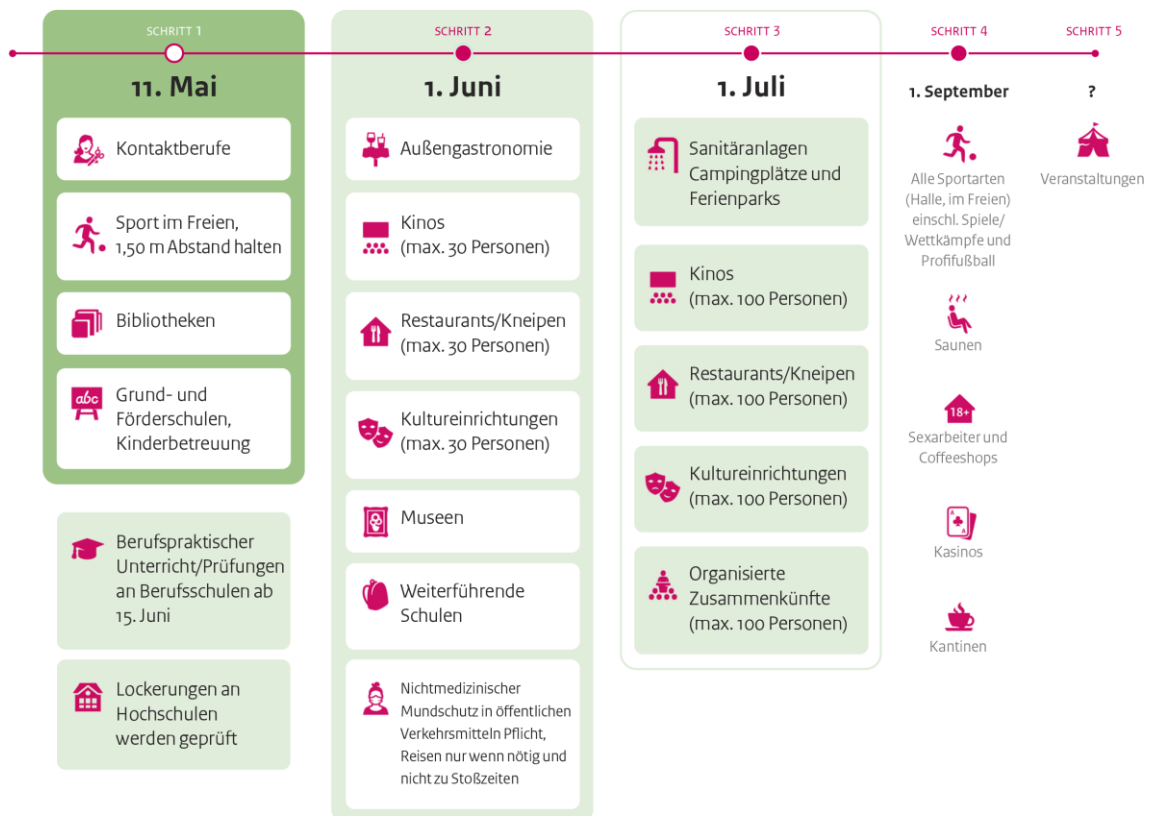 SCHRITT 1
11. Mai
Kontaktberufe
Sport im Freien,
1,50 m Abstand halten
Bibliotheken
abc
Grund- und
Förderschulen,
Kinderbetreuung
Berufspraktischer
Unterricht/Prüfungen
an Berufsschulen ab
15. Juni
Lockerungen an
Hochschulen
werden geprüft
SCHRITT 2
1. Juni
Außengastronomie
Kinos
(max. 30 Personen)
Restaurants/Kneipen
(max. 30 Personen)
Kultureinrichtungen
(max. 30 Personen)
Museen
Weiterführende
Schulen
Nichtmedizinischer
Mundschutz in öffentlichen
Verkehrsmitteln Pflicht,
Reisen nur wenn nötig und
nicht zu Stoßzeiten
SCHRITT 3
1. Juli
Sanitäranlagen
Campingplätze und
Ferienparks
Kinos
(max. 100 Personen)
Restaurants/Kneipen
(max. 100 Personen)
Kultureinrichtungen
(max. 100 Personen)
Organisierte
Zusammenkünfte
(max. 100 Personen)
SCHRITT 4
1. September
Alle Sportarten
(Halle, im Freien)
einschl. Spiele/
Wettkämpfe und
Profifußball
Saunen
18+
Sexarbeiter und
Coffeeshops
A
A
Kasinos
Kantinen
SCHRITT 5
?
Veranstaltungen